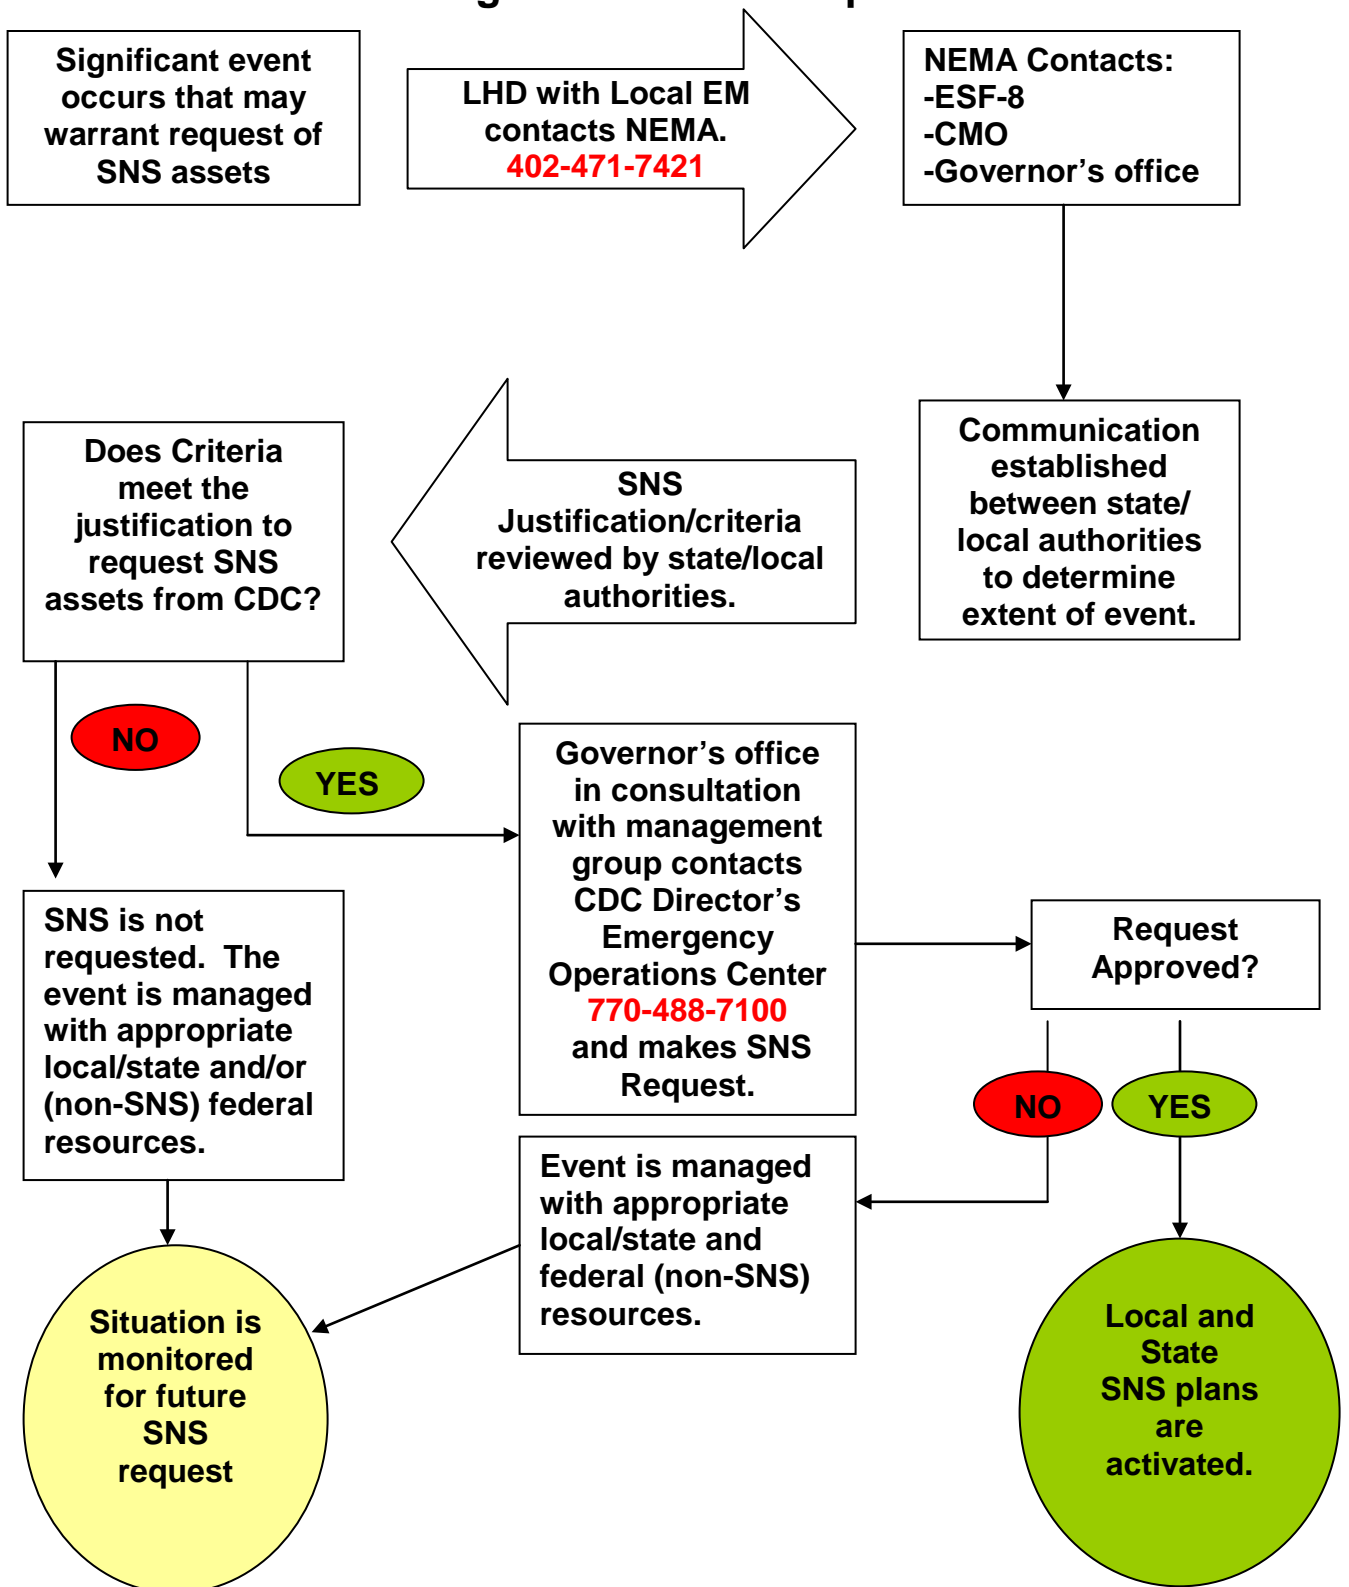 Significant event
occurs that may
warrant request of
SNS assets
LHD with Local EM
contacts NEMA.
402-471-7421
NEMA Contacts:
-ESF-8
-CMO
-Governor’s office
Communication
established
between state/
local authorities
to determine
extent of event.
SNS
Justification/criteria
reviewed by state/local
authorities.
Does Criteria
meet the
justification to
request SNS
assets from CDC?
NO
YES
Governor’s office
in consultation
with management
group contacts
CDC Director’s
Emergency
Operations Center
770-488-7100
and makes SNS
Request.
Request
Approved?
SNS is not
requested.  The
event is managed
with appropriate
local/state and/or
(non-SNS) federal
resources.
NO
YES
Event is managed
with appropriate
local/state and
federal (non-SNS)
resources.
Situation is
monitored
for future
SNS
request
Local and
State
SNS plans
are
activated.